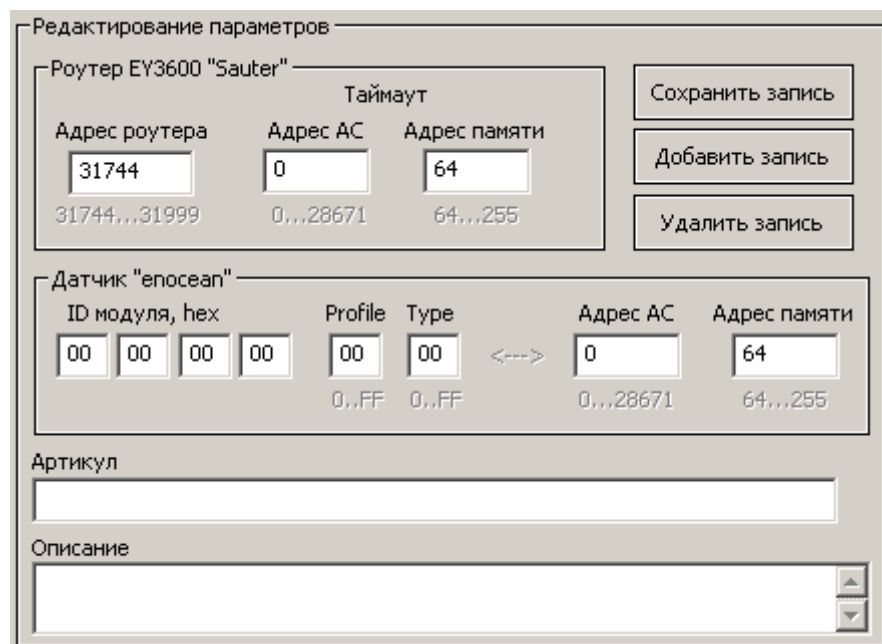 Редактирование параметров
Роутер EY3600 "Sauter"
Таймаут
Сохранить запись
Адрес роутера Адрес АС Адрес памяти
31744 0 64
Добавить запись
31744...31999 0...28671 64...255
Удалить запись
Датчик "enocean"
ID модуля, hex Profile Type Адрес АС Адрес памяти
00 00 00 00 00 00 <---> 0 64
0..FF 0..FF 0...28671 64...255
Артикул
Описание